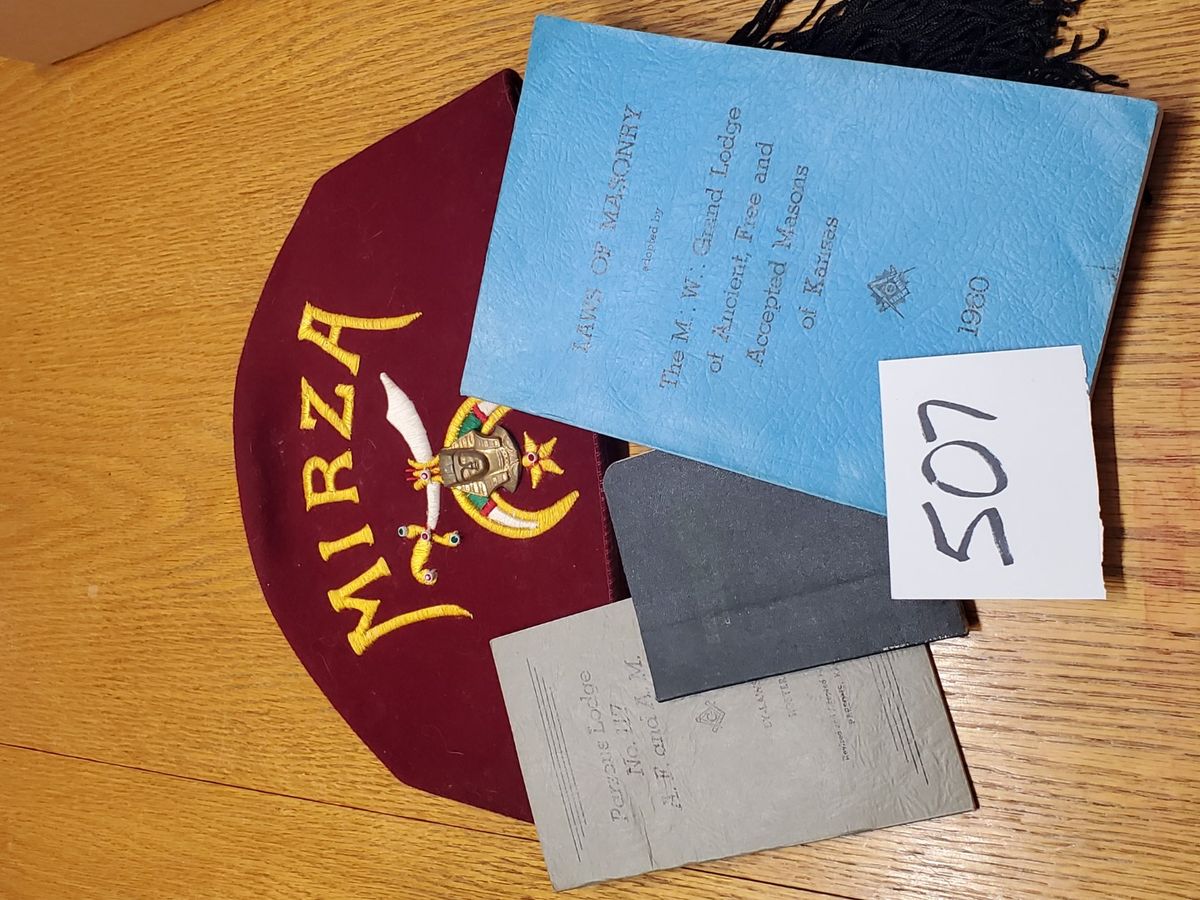 MIRZA
LAWS OF MASONRY
adopted by
The M∴W∴ Grand Lodge
of Ancient, Free and
Accepted Masons
of Kansas
1980
507
Parsons Lodge
No. 117
A. F. and A. M.